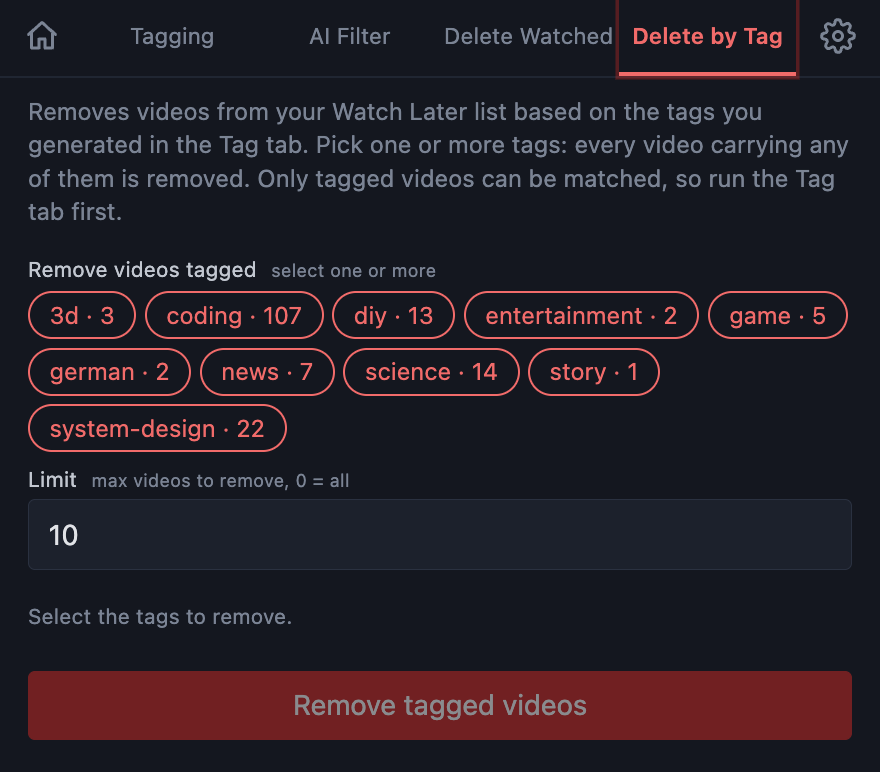 Tagging AI Filter Delete Watched Delete by Tag
Removes videos from your Watch Later list based on the tags you
generated in the Tag tab. Pick one or more tags: every video carrying any
of them is removed. Only tagged videos can be matched, so run the Tag
tab first.
Remove videos tagged select one or more
3d · 3 coding · 107 diy · 13 entertainment · 2 game · 5
german · 2 news · 7 science · 14 story · 1
system-design · 22
Limit max videos to remove, 0 = all
10
Select the tags to remove.
Remove tagged videos